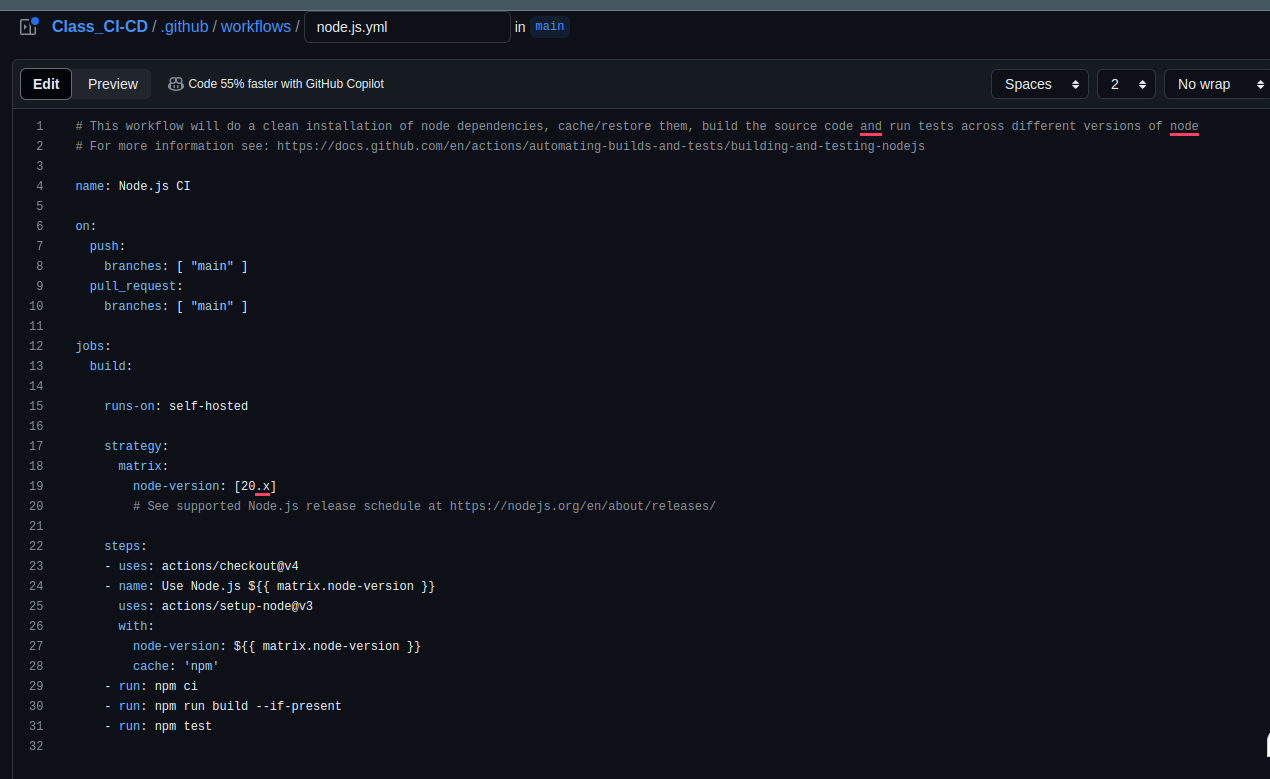 Class_CI-CD / .github / workflows / node.js.yml in main
Edit Preview Code 55% faster with GitHub Copilot Spaces 2 No wrap
1 # This workflow will do a clean installation of node dependencies, cache/restore them, build the source code and run tests across different versions of node
2 # For more information see: https://docs.github.com/en/actions/automating-builds-and-tests/building-and-testing-nodejs
3
4 name: Node.js CI
5
6 on:
7   push:
8     branches: [ "main" ]
9   pull_request:
10     branches: [ "main" ]
11
12 jobs:
13   build:
14
15     runs-on: self-hosted
16
17     strategy:
18       matrix:
19         node-version: [20.x]
20         # See supported Node.js release schedule at https://nodejs.org/en/about/releases/
21
22     steps:
23     - uses: actions/checkout@v4
24     - name: Use Node.js ${{ matrix.node-version }}
25       uses: actions/setup-node@v3
26       with:
27         node-version: ${{ matrix.node-version }}
28         cache: 'npm'
29     - run: npm ci
30     - run: npm run build --if-present
31     - run: npm test
32